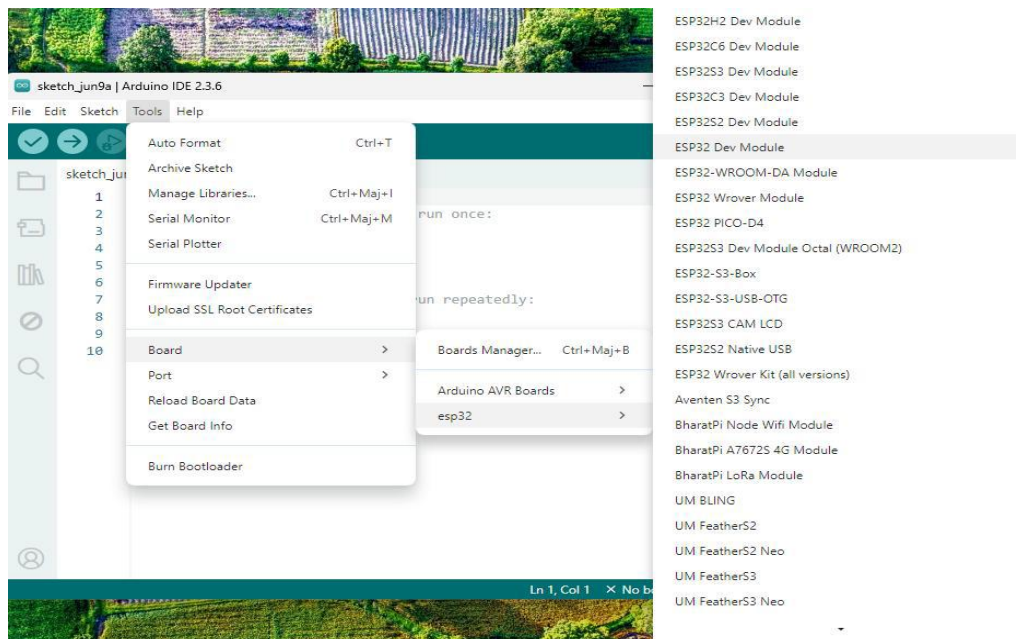 sketch_jun9a | Arduino IDE 2.3.6
File Edit Sketch Tools Help
sketch_jun
1
2
3
4
5
6
7
8
9
10
run once:
run repeatedly:
Auto Format Ctrl+T
Archive Sketch
Manage Libraries... Ctrl+Maj+I
Serial Monitor Ctrl+Maj+M
Serial Plotter
Firmware Updater
Upload SSL Root Certificates
Board >
Port >
Reload Board Data
Get Board Info
Burn Bootloader
Boards Manager... Ctrl+Maj+B
Arduino AVR Boards >
esp32 >
ESP32H2 Dev Module
ESP32C6 Dev Module
ESP32S3 Dev Module
ESP32C3 Dev Module
ESP32S2 Dev Module
ESP32 Dev Module
ESP32-WROOM-DA Module
ESP32 Wrover Module
ESP32 PICO-D4
ESP32S3 Dev Module Octal (WROOM2)
ESP32-S3-Box
ESP32-S3-USB-OTG
ESP32S3 CAM LCD
ESP32S2 Native USB
ESP32 Wrover Kit (all versions)
Aventen S3 Sync
BharatPi Node Wifi Module
BharatPi A7672S 4G Module
BharatPi LoRa Module
UM BLING
UM FeatherS2
UM FeatherS2 Neo
UM FeatherS3
UM FeatherS3 Neo
Ln 1, Col 1 × No bo